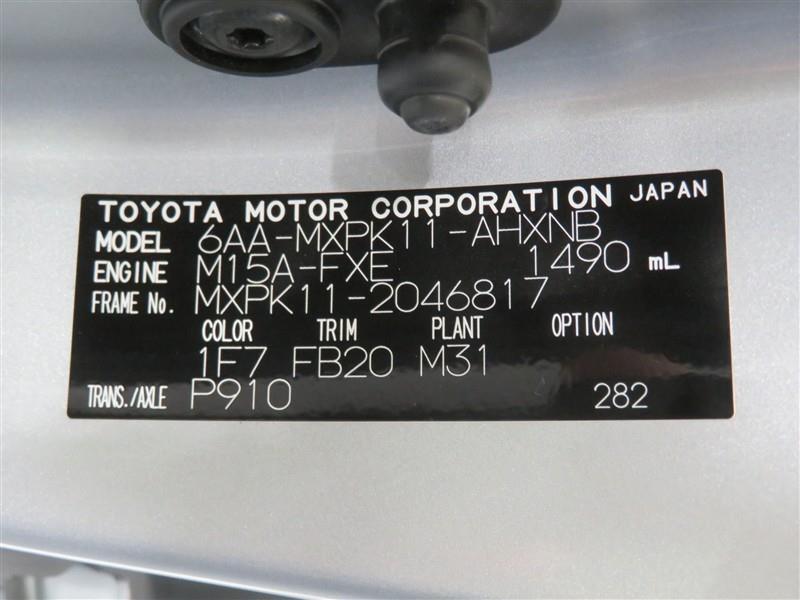 TOYOTA MOTOR CORPORATION JAPAN
MODEL 6AA-MXPK11-AHXNB
ENGINE M15A-FXE 1490 mL
FRAME No. MXPK11-2046817
COLOR TRIM PLANT OPTION
1F7 FB20 M31
TRANS./AXLE P910 282